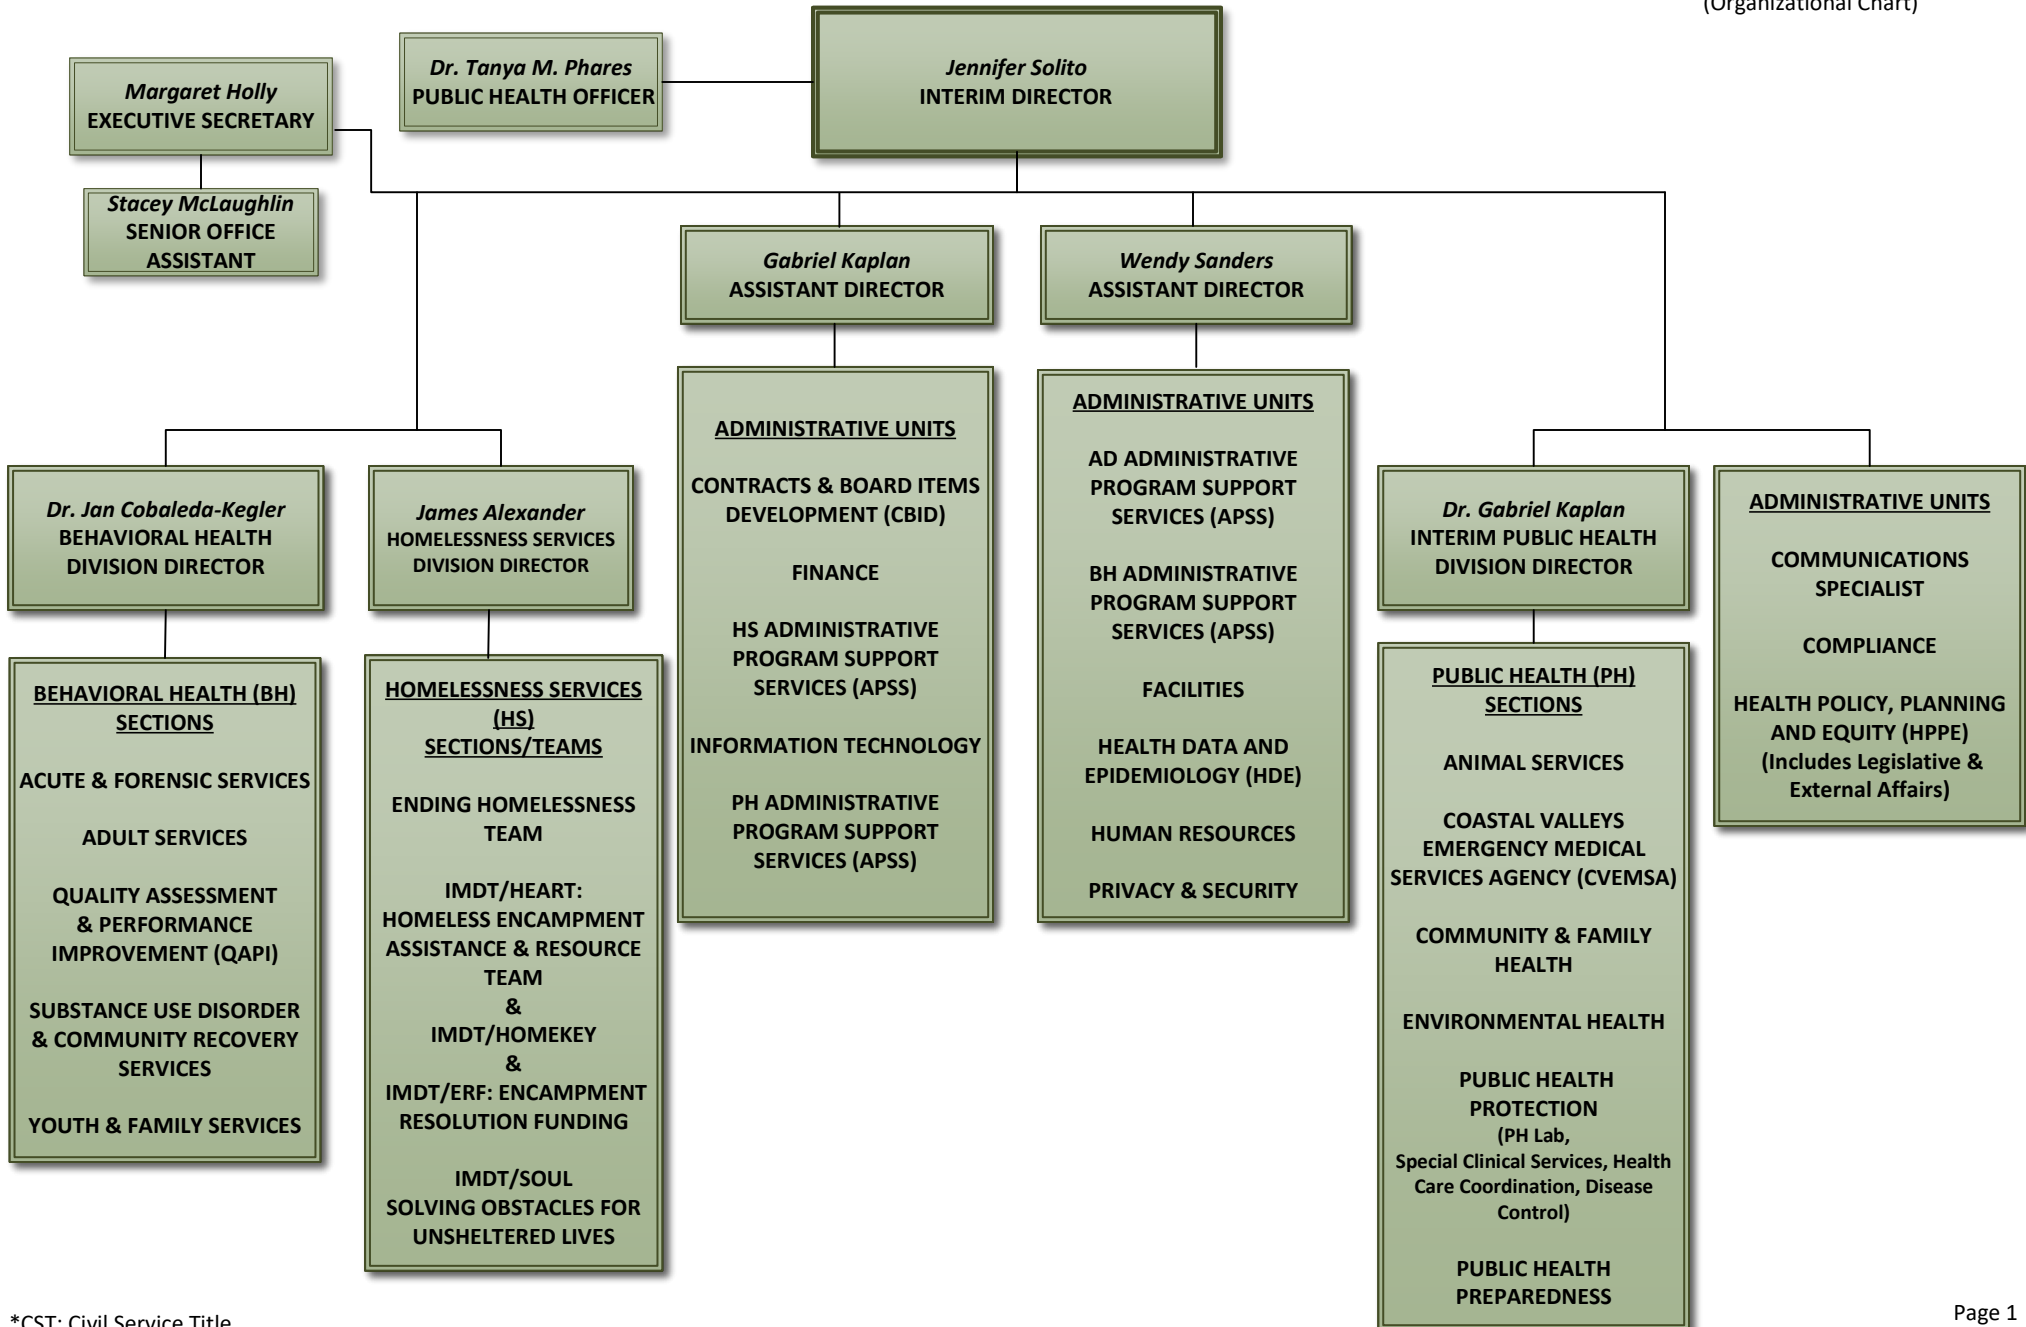 (Organizational Chart)
Margaret Holly
EXECUTIVE SECRETARY
Dr. Tanya M. Phares
PUBLIC HEALTH OFFICER
Jennifer Solito
INTERIM DIRECTOR
Stacey McLaughlin
SENIOR OFFICE
ASSISTANT
Gabriel Kaplan
ASSISTANT DIRECTOR
Wendy Sanders
ASSISTANT DIRECTOR
Dr. Jan Cobaleda-Kegler
BEHAVIORAL HEALTH
DIVISION DIRECTOR
James Alexander
HOMELESSNESS SERVICES
DIVISION DIRECTOR
ADMINISTRATIVE UNITS
CONTRACTS & BOARD ITEMS
DEVELOPMENT (CBID)
FINANCE
HS ADMINISTRATIVE
PROGRAM SUPPORT
SERVICES (APSS)
INFORMATION TECHNOLOGY
PH ADMINISTRATIVE
PROGRAM SUPPORT
SERVICES (APSS)
ADMINISTRATIVE UNITS
AD ADMINISTRATIVE
PROGRAM SUPPORT
SERVICES (APSS)
BH ADMINISTRATIVE
PROGRAM SUPPORT
SERVICES (APSS)
FACILITIES
HEALTH DATA AND
EPIDEMIOLOGY (HDE)
HUMAN RESOURCES
PRIVACY & SECURITY
Dr. Gabriel Kaplan
INTERIM PUBLIC HEALTH
DIVISION DIRECTOR
ADMINISTRATIVE UNITS
COMMUNICATIONS
SPECIALIST
COMPLIANCE
HEALTH POLICY, PLANNING
AND EQUITY (HPPE)
(Includes Legislative &
External Affairs)
BEHAVIORAL HEALTH (BH)
SECTIONS
ACUTE & FORENSIC SERVICES
ADULT SERVICES
QUALITY ASSESSMENT
& PERFORMANCE
IMPROVEMENT (QAPI)
SUBSTANCE USE DISORDER
& COMMUNITY RECOVERY
SERVICES
YOUTH & FAMILY SERVICES
HOMELESSNESS SERVICES
(HS)
SECTIONS/TEAMS
ENDING HOMELESSNESS
TEAM
IMDT/HEART:
HOMELESS ENCAMPMENT
ASSISTANCE & RESOURCE
TEAM
&
IMDT/HOMEKEY
&
IMDT/ERF: ENCAMPMENT
RESOLUTION FUNDING
IMDT/SOUL
SOLVING OBSTACLES FOR
UNSHELTERED LIVES
PUBLIC HEALTH (PH)
SECTIONS
ANIMAL SERVICES
COASTAL VALLEYS
EMERGENCY MEDICAL
SERVICES AGENCY (CVEMSA)
COMMUNITY & FAMILY
HEALTH
ENVIRONMENTAL HEALTH
PUBLIC HEALTH
PROTECTION
(PH Lab,
Special Clinical Services, Health
Care Coordination, Disease
Control)
PUBLIC HEALTH
PREPAREDNESS
*CST: Civil Service Title
Page 1